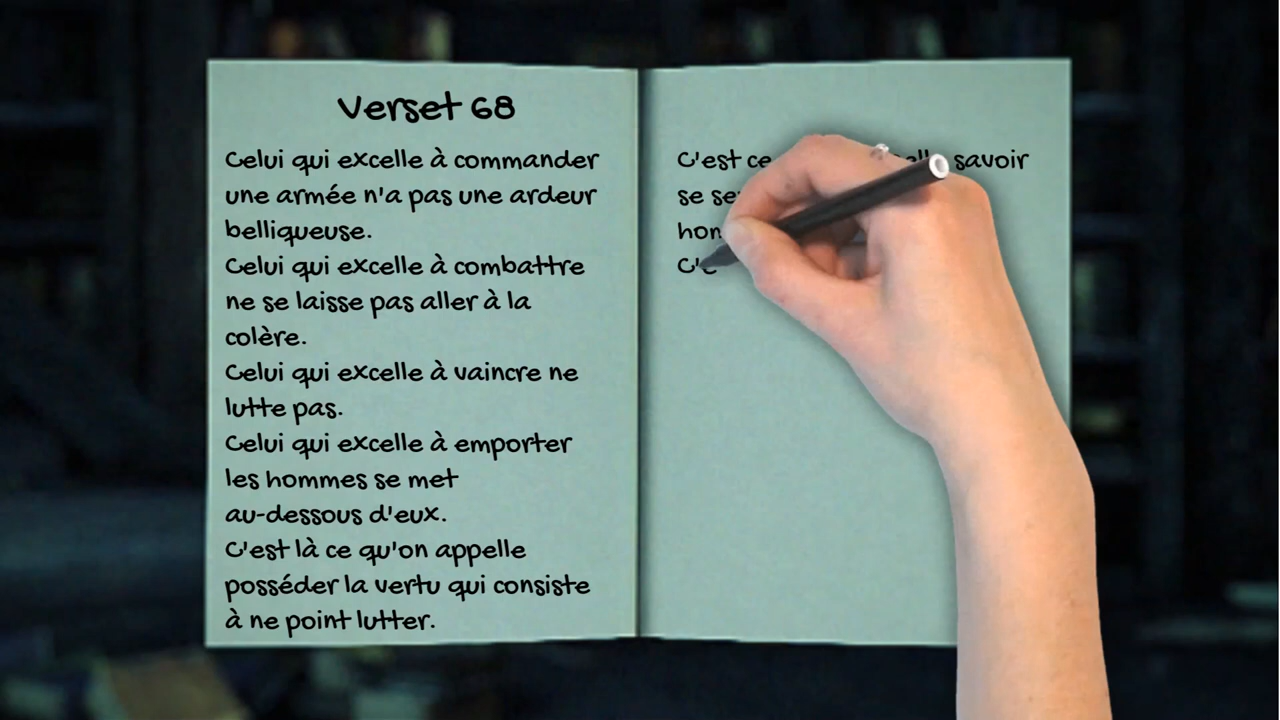 Verset 68
Celui qui excelle à commander
une armée n'a pas une ardeur
belliqueuse.
Celui qui excelle à combattre
ne se laisse pas aller à la
colère.
Celui qui excelle à vaincre ne
lutte pas.
Celui qui excelle à emporter
les hommes se met
au-dessous d'eux.
C'est là ce qu'on appelle
posséder la vertu qui consiste
à ne point lutter.
C'est ce savoir
se